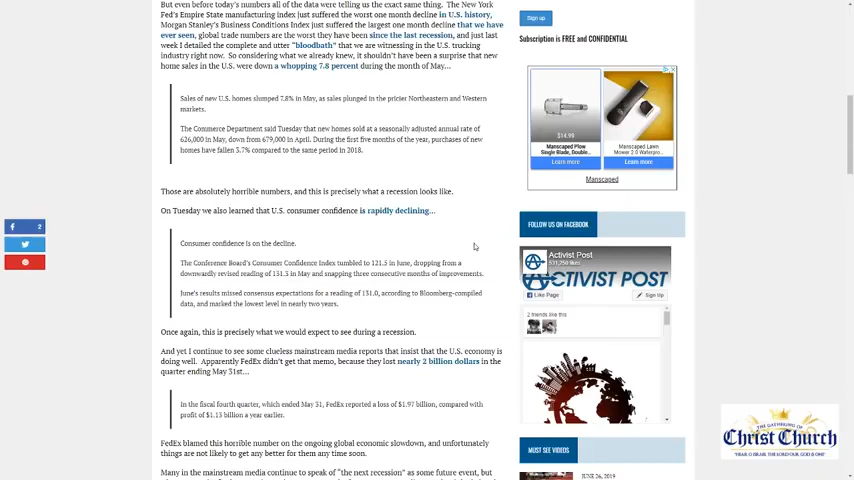 But even before today's numbers all of the data were telling us the exact same thing. The New York
Fed's Empire State manufacturing index just suffered the worst one month decline in U.S. history,
Morgan Stanley's Business Conditions Index just suffered the largest one month decline that we have
ever seen, global trade numbers are the worst they have been since the last recession, and just last
week I detailed the complete and utter "bloodbath" that we are witnessing in the U.S. trucking
industry right now. So considering what we already knew, it shouldn't have been a surprise that new
home sales in the U.S. were down a whopping 7.8 percent during the month of May...
Sales of new U.S. homes slumped 7.8% in May, as sales plunged in the pricier Northeastern and Western
markets.
The Commerce Department said Tuesday that new homes sold at a seasonally adjusted annual rate of
626,000 in May, down from 679,000 in April. During the first five months of the year, purchases of new
homes have fallen 3.7% compared to the same period in 2018.
Those are absolutely horrible numbers, and this is precisely what a recession looks like.
On Tuesday we also learned that U.S. consumer confidence is rapidly declining...
Consumer confidence is on the decline.
The Conference Board's Consumer Confidence Index tumbled to 121.5 in June, dropping from a
downwardly revised reading of 131.3 in May and snapping three consecutive months of improvements.
June's results missed consensus expectations for a reading of 131.0, according to Bloomberg-compiled
data, and marked the lowest level in nearly two years.
Once again, this is precisely what we would expect to see during a recession.
And yet I continue to see some clueless mainstream media reports that insist that the U.S. economy is
doing well. Apparently FedEx didn't get that memo, because they lost nearly 2 billion dollars in the
quarter ending May 31st...
In the fiscal fourth quarter, which ended May 31, FedEx reported a loss of $1.97 billion, compared with
profit of $1.13 billion a year earlier.
FedEx blamed this horrible number on the ongoing global economic slowdown, and unfortunately
things are not likely to get any better for them any time soon.
Many in the mainstream media continue to speak of "the next recession" as some future event, but
2
Sign up
Subscription is FREE and CONFIDENTIAL
$14.99
Manscaped Plow
Single Blade, Double...
Learn more
Manscaped Lawn
Mower 2.0 Waterpro...
Learn more
Manscaped
FOLLOW US ON FACEBOOK
Activist Post
531,250 likes
ACTIVIST POST
Like Page
Sign Up
2 friends like this
MUST SEE VIDEOS
JUNE 26, 2019
THE GATHERING OF
Christ Church
"HEAR, O ISRAEL: THE LORD OUR GOD IS ONE"